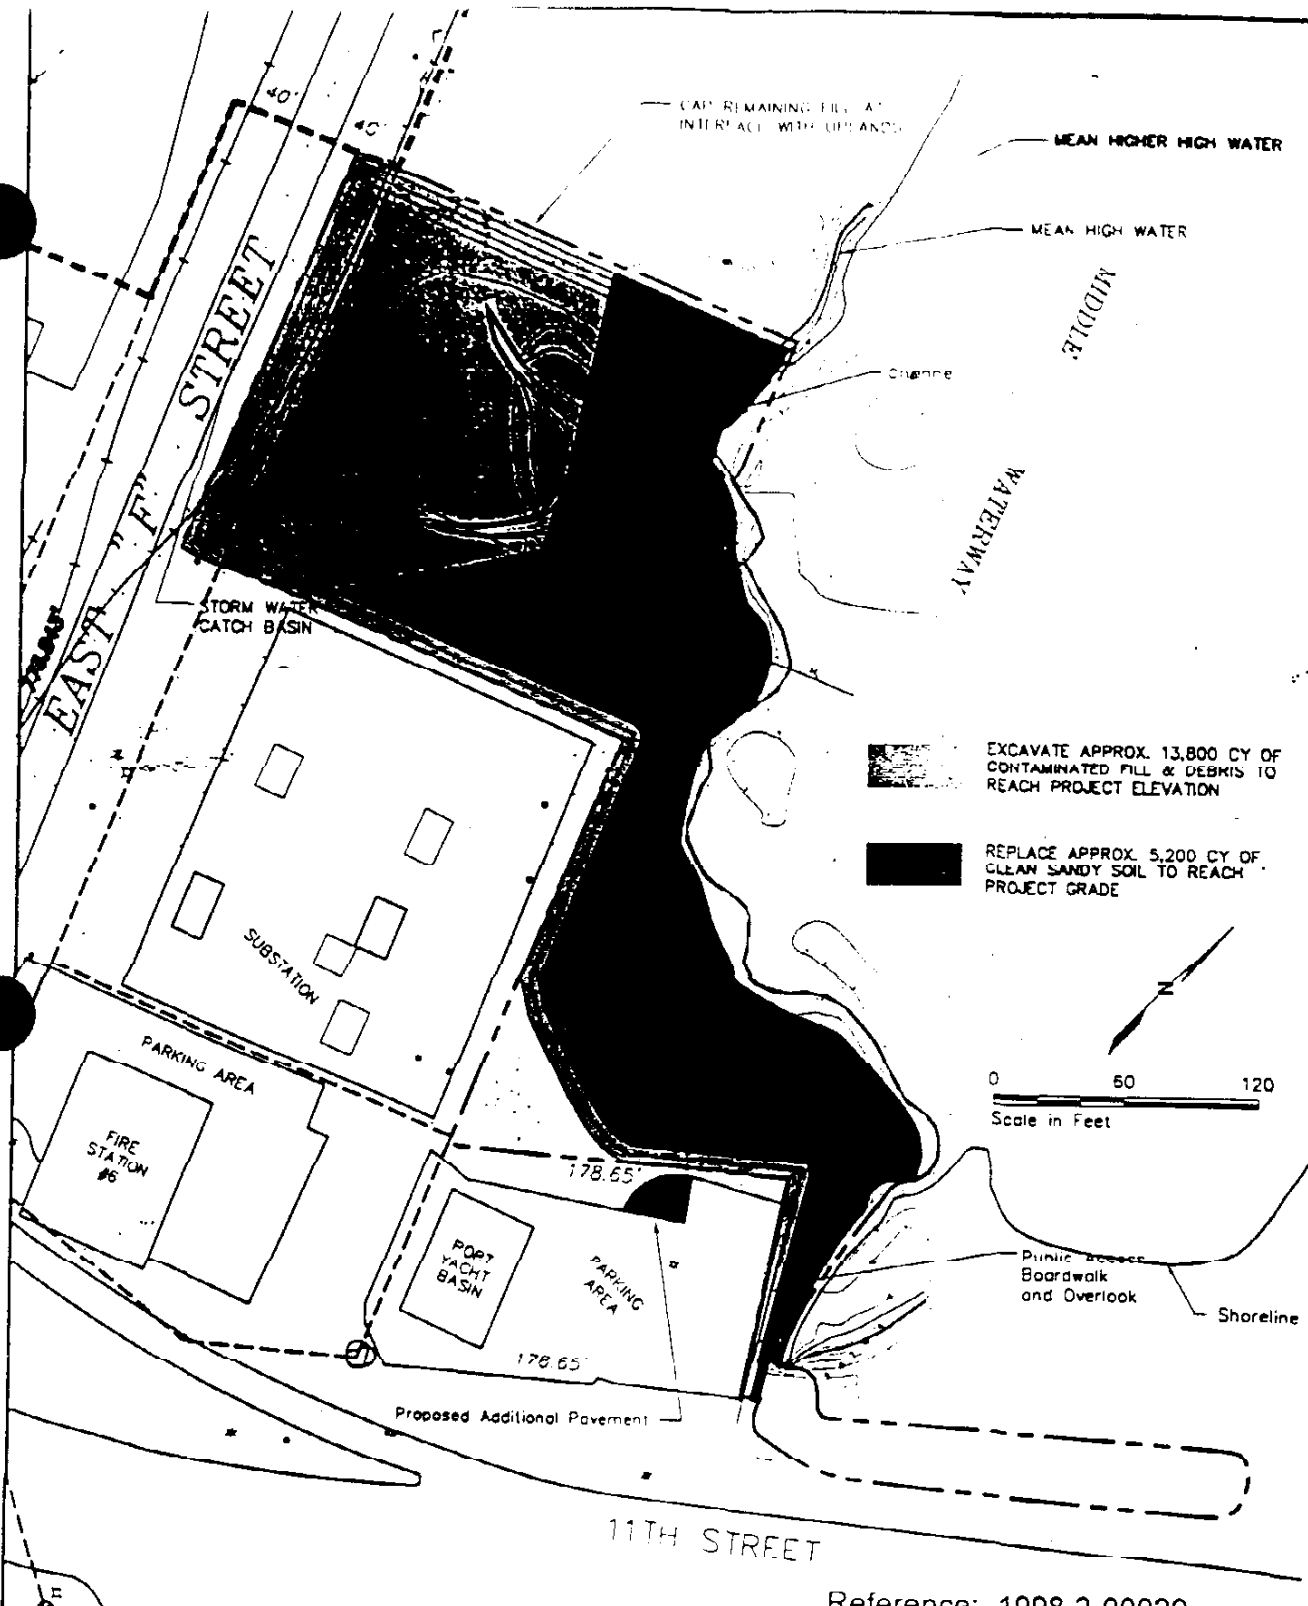 40'
40'
CAP REMAINING FILL AT
INTERFACE WITH UPLANDS
MEAN HIGHER HIGH WATER
MEAN HIGH WATER
MIDDLE
WATERWAY
EAST "F" STREET
STORM WATER
CATCH BASIN
EXCAVATE APPROX. 13,800 CY OF
CONTAMINATED FILL & DEBRIS TO
REACH PROJECT ELEVATION
REPLACE APPROX. 5,200 CY OF
CLEAN SANDY SOIL TO REACH
PROJECT GRADE
N
0 60 120
Scale in Feet
SUBSTATION
PARKING AREA
FIRE
STATION
#6
178.65'
PORT
YACHT
BASIN
PARKING
AREA
178.65'
Public Access
Boardwalk
and Overlook
Shoreline
Proposed Additional Pavement
11TH STREET